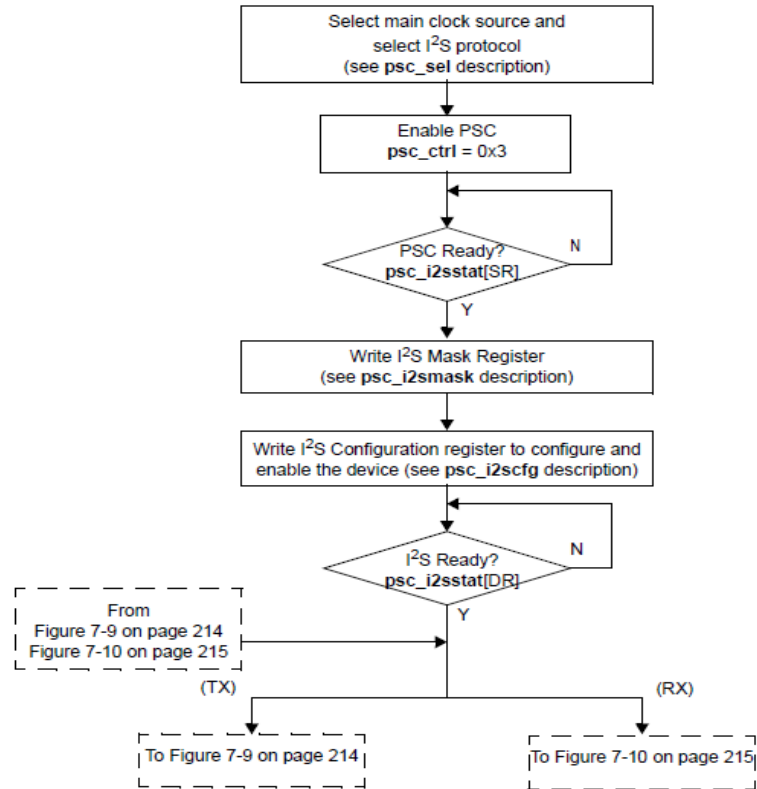 Select main clock source and
select I²S protocol
(see psc_sel description)
Enable PSC
psc_ctrl = 0x3
PSC Ready?
psc_i2sstat[SR]
N
Y
Write I²S Mask Register
(see psc_i2smask description)
Write I²S Configuration register to configure and
enable the device (see psc_i2scfg description)
I²S Ready?
psc_i2sstat[DR]
N
Y
From
Figure 7-9 on page 214
Figure 7-10 on page 215
(TX)
(RX)
To Figure 7-9 on page 214
To Figure 7-10 on page 215